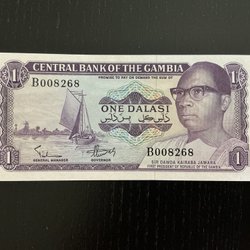 CENTRAL BANK OF THE GAMBIA
PROMISE TO PAY ON DEMAND THE SUM OF
B008268
ONE DALASI
1
1
B008268
GENERAL MANAGER
GOVERNOR
SIR DAWDA KAIRABA JAWARA
FIRST PRESIDENT OF REPUBLIC OF THE GAMBIA
1
1